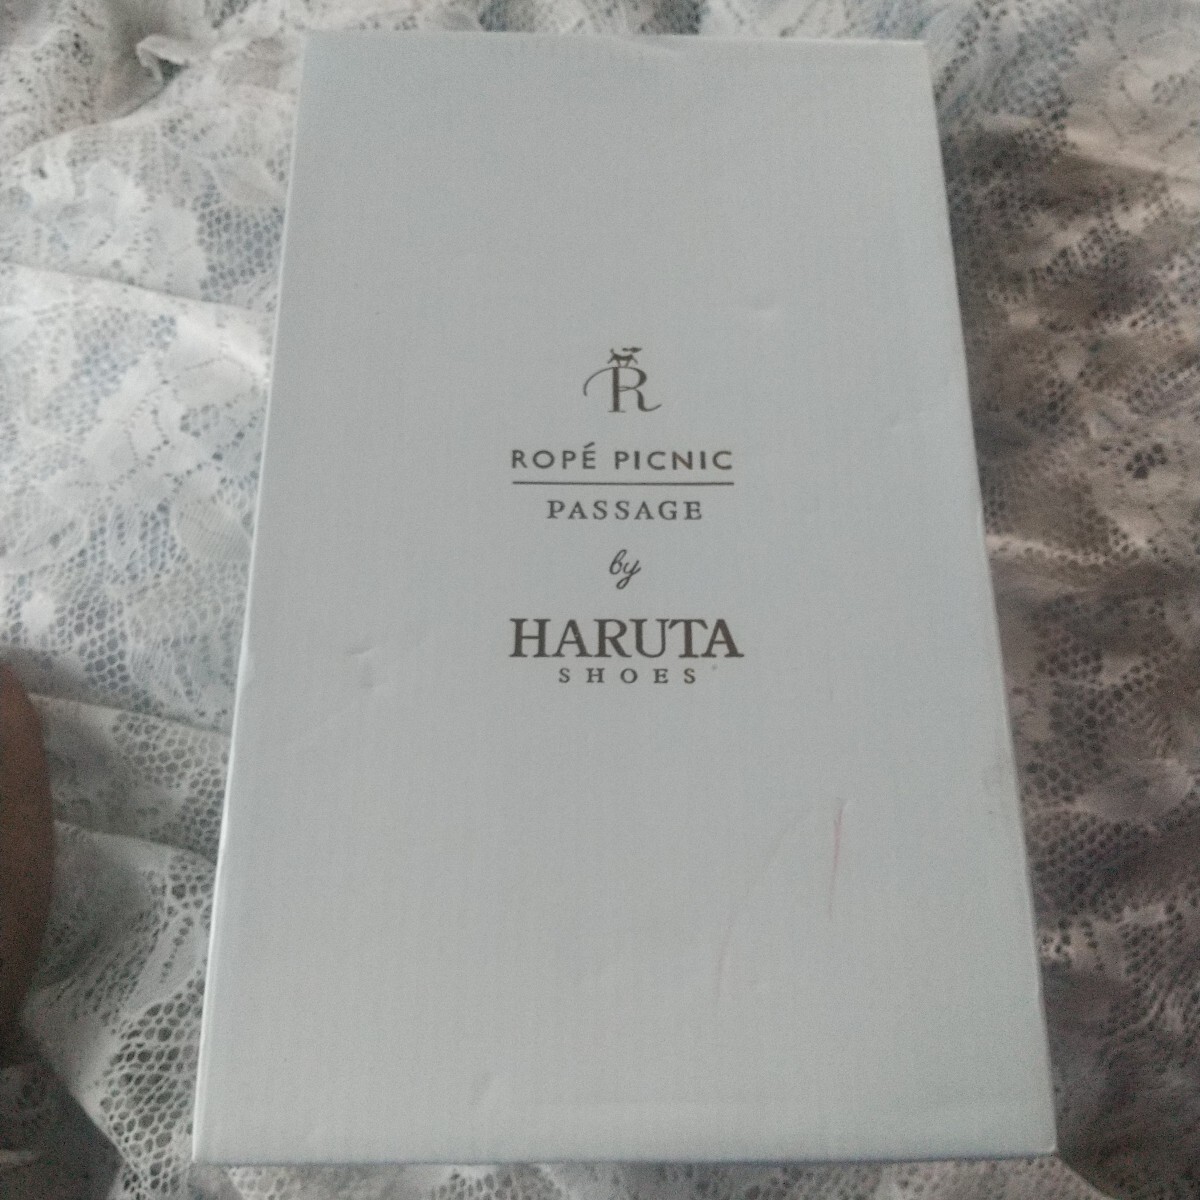 R
ROPÉ PICNIC
PASSAGE
by
HARUTA
SHOES